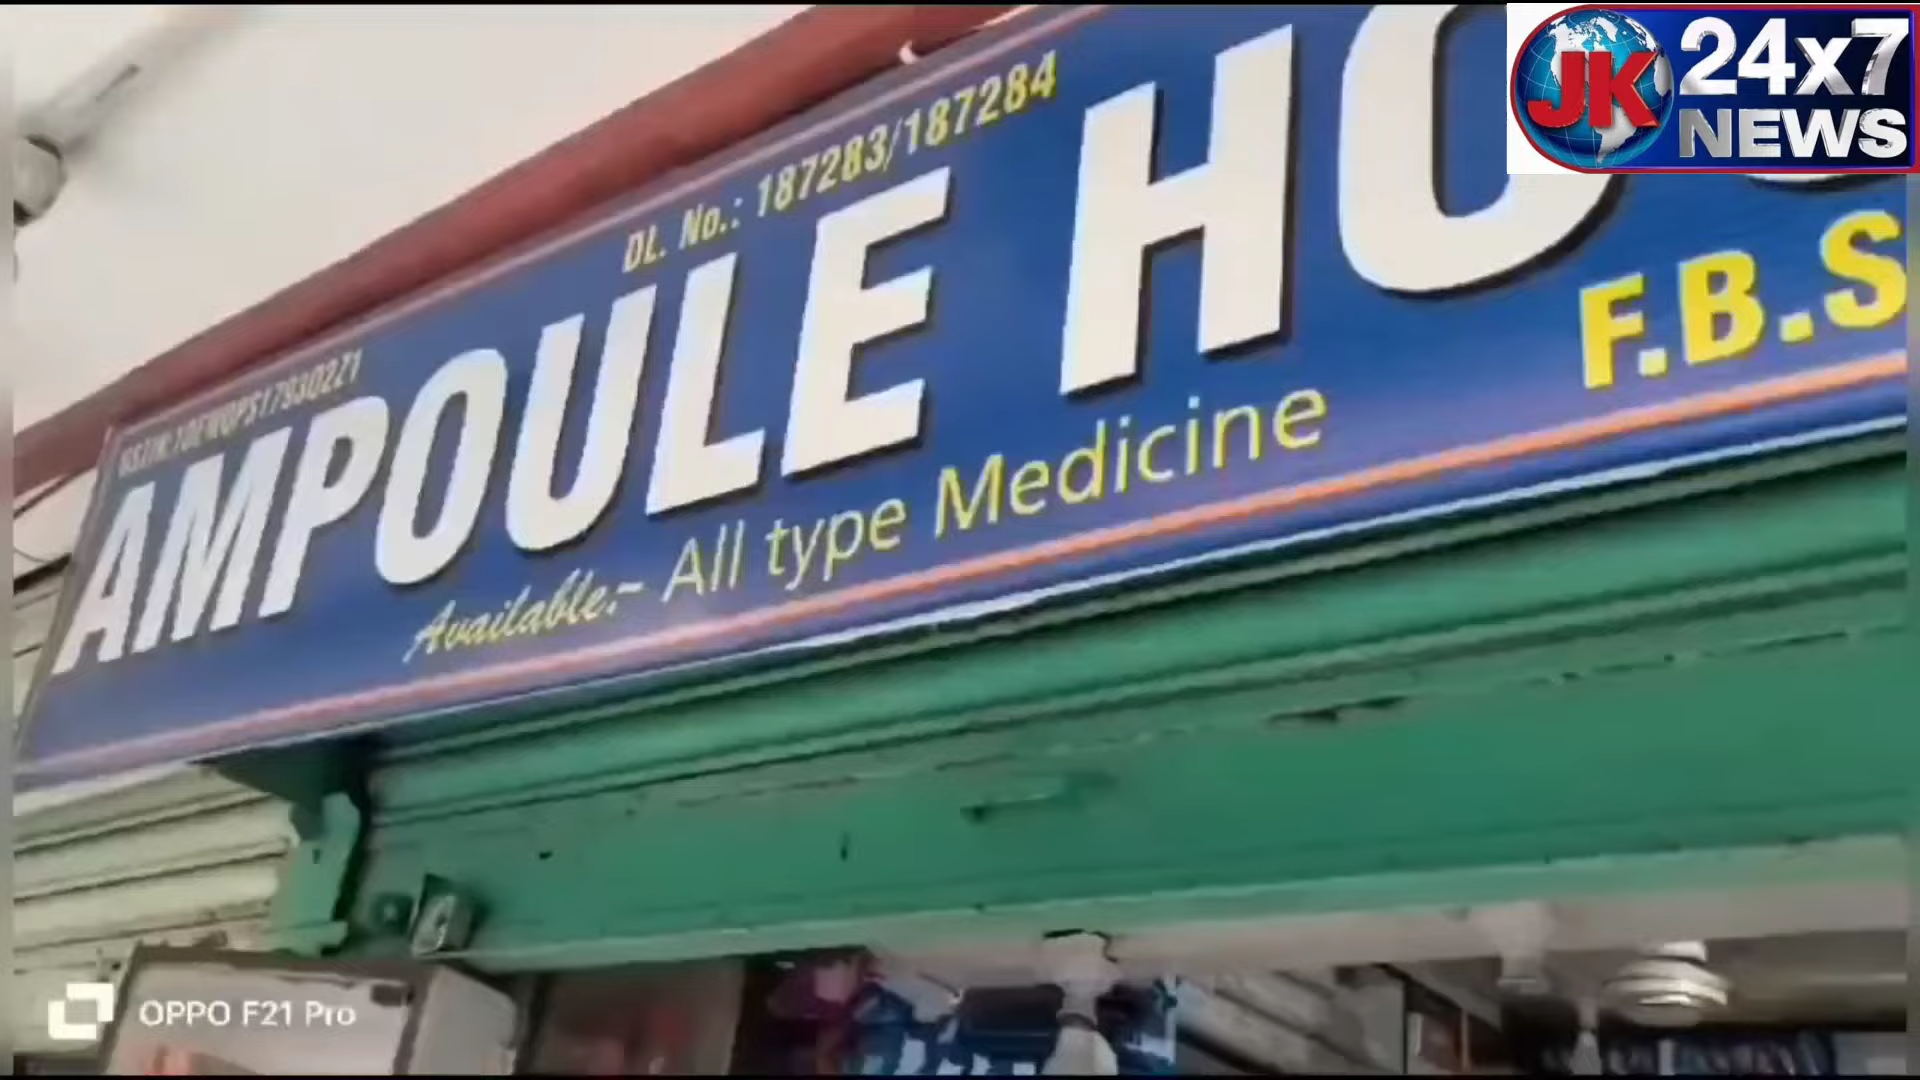 JK 24x7
NEWS
DL. No.: 187283/187284
AMPOULE HO
F.B.S
Available:- All type Medicine
OPPO F21 Pro